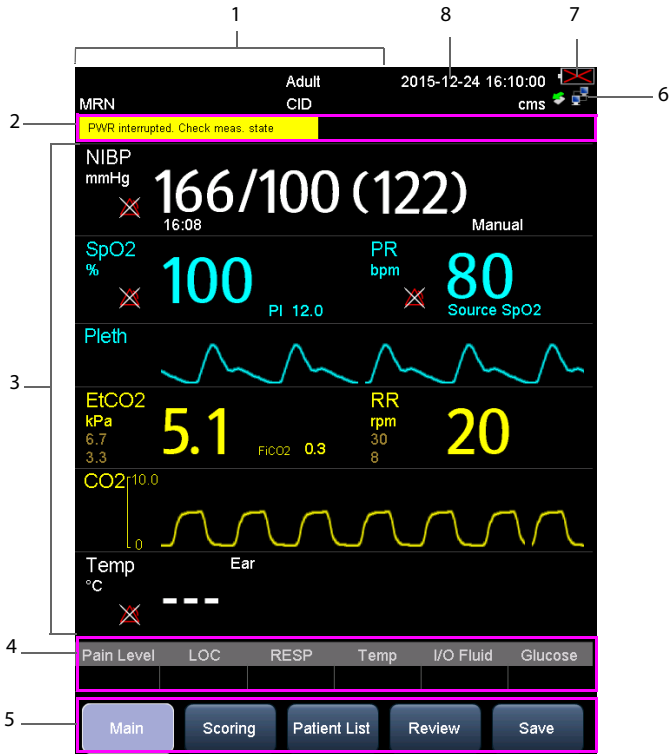 1
8
7
Adult
2015-12-24 16:10:00
MRN
CID
cms
6
2
PWR interrupted. Check meas. state
3
NIBP
mmHg
166/100 (122)
16:08
Manual
SpO2
%
100
PI 12.0
PR
bpm
80
Source SpO2
Pleth
EtCO2
kPa
6.7
3.3
5.1
FiCO2 0.3
RR
rpm
30
8
20
CO2
10.0
0
Temp
°C
Ear
---
4
Pain Level LOC RESP Temp I/O Fluid Glucose
5
Main Scoring Patient List Review Save